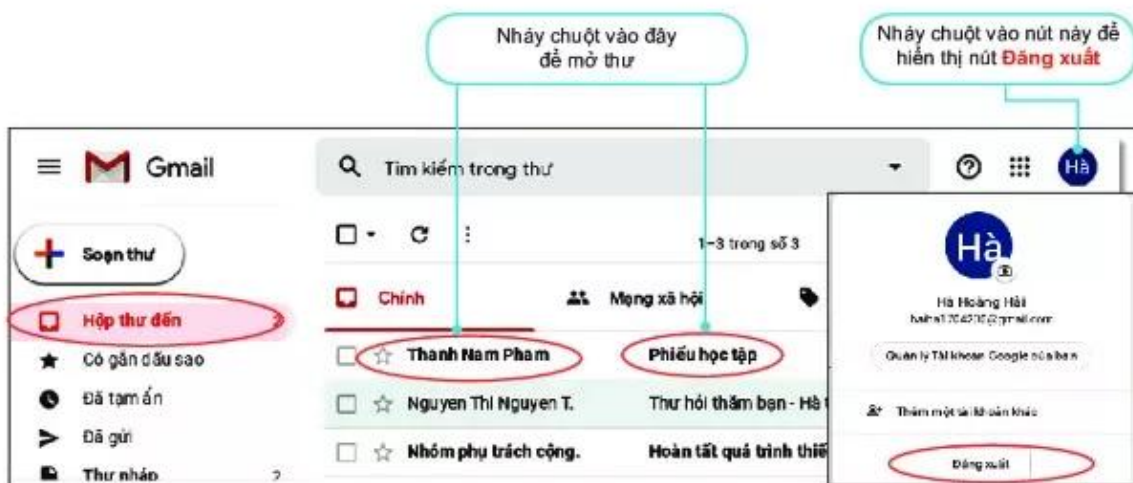 Nháy chuột vào đây
để mở thư
Nháy chuột vào nút này để
hiển thị nút Đăng xuất
Gmail
Tìm kiếm trong thư
Hà
Soạn thư
1–3 trong số 3
Hộp thư đến 2
Chính
Mạng xã hội
Có gắn dấu sao
Thanh Nam Pham Phiếu học tập
Đã tạm ẩn
Nguyen Thi Nguyen T. Thư hỏi thăm bạn - Hà t
Đã gửi
Nhóm phụ trách cộng. Hoàn tất quá trình thiế
Thư nháp 2
Hà
Hà Hoàng Hải
Quản lý Tài khoản Google của bạn
Thêm một tài khoản khác
Đăng xuất